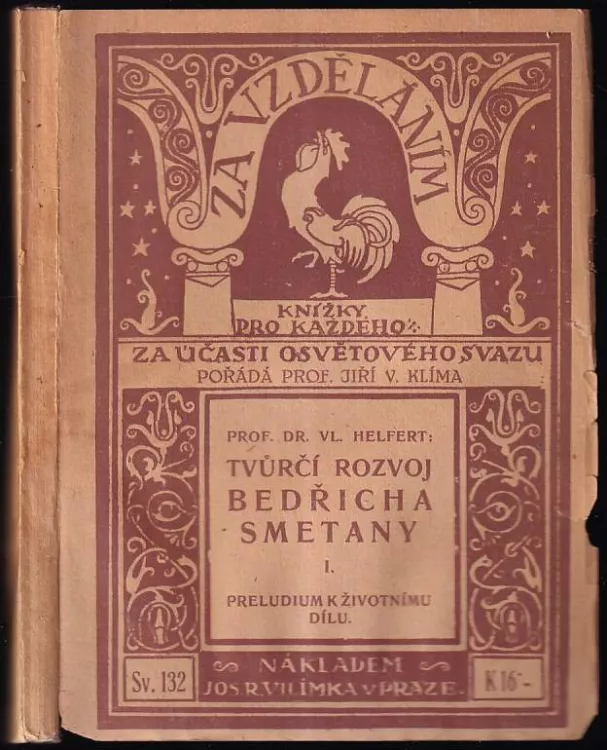 ZA VZDĚLÁNÍM
KNÍŽKY
PRO KAŽDÉHO
ZA ÚČASTI OSVĚTOVÉHO SVAZU
POŘÁDÁ PROF. JIŘÍ V. KLÍMA
PROF. DR. VL. HELFERT:
TVŮRČÍ ROZVOJ
BEDŘICHA
SMETANY
I.
PRELUDIUM K ŽIVOTNÍMU
DÍLU.
Sv. 132
NÁKLADEM
JOS. R. VILÍMKA V PRAZE.
K 16·-